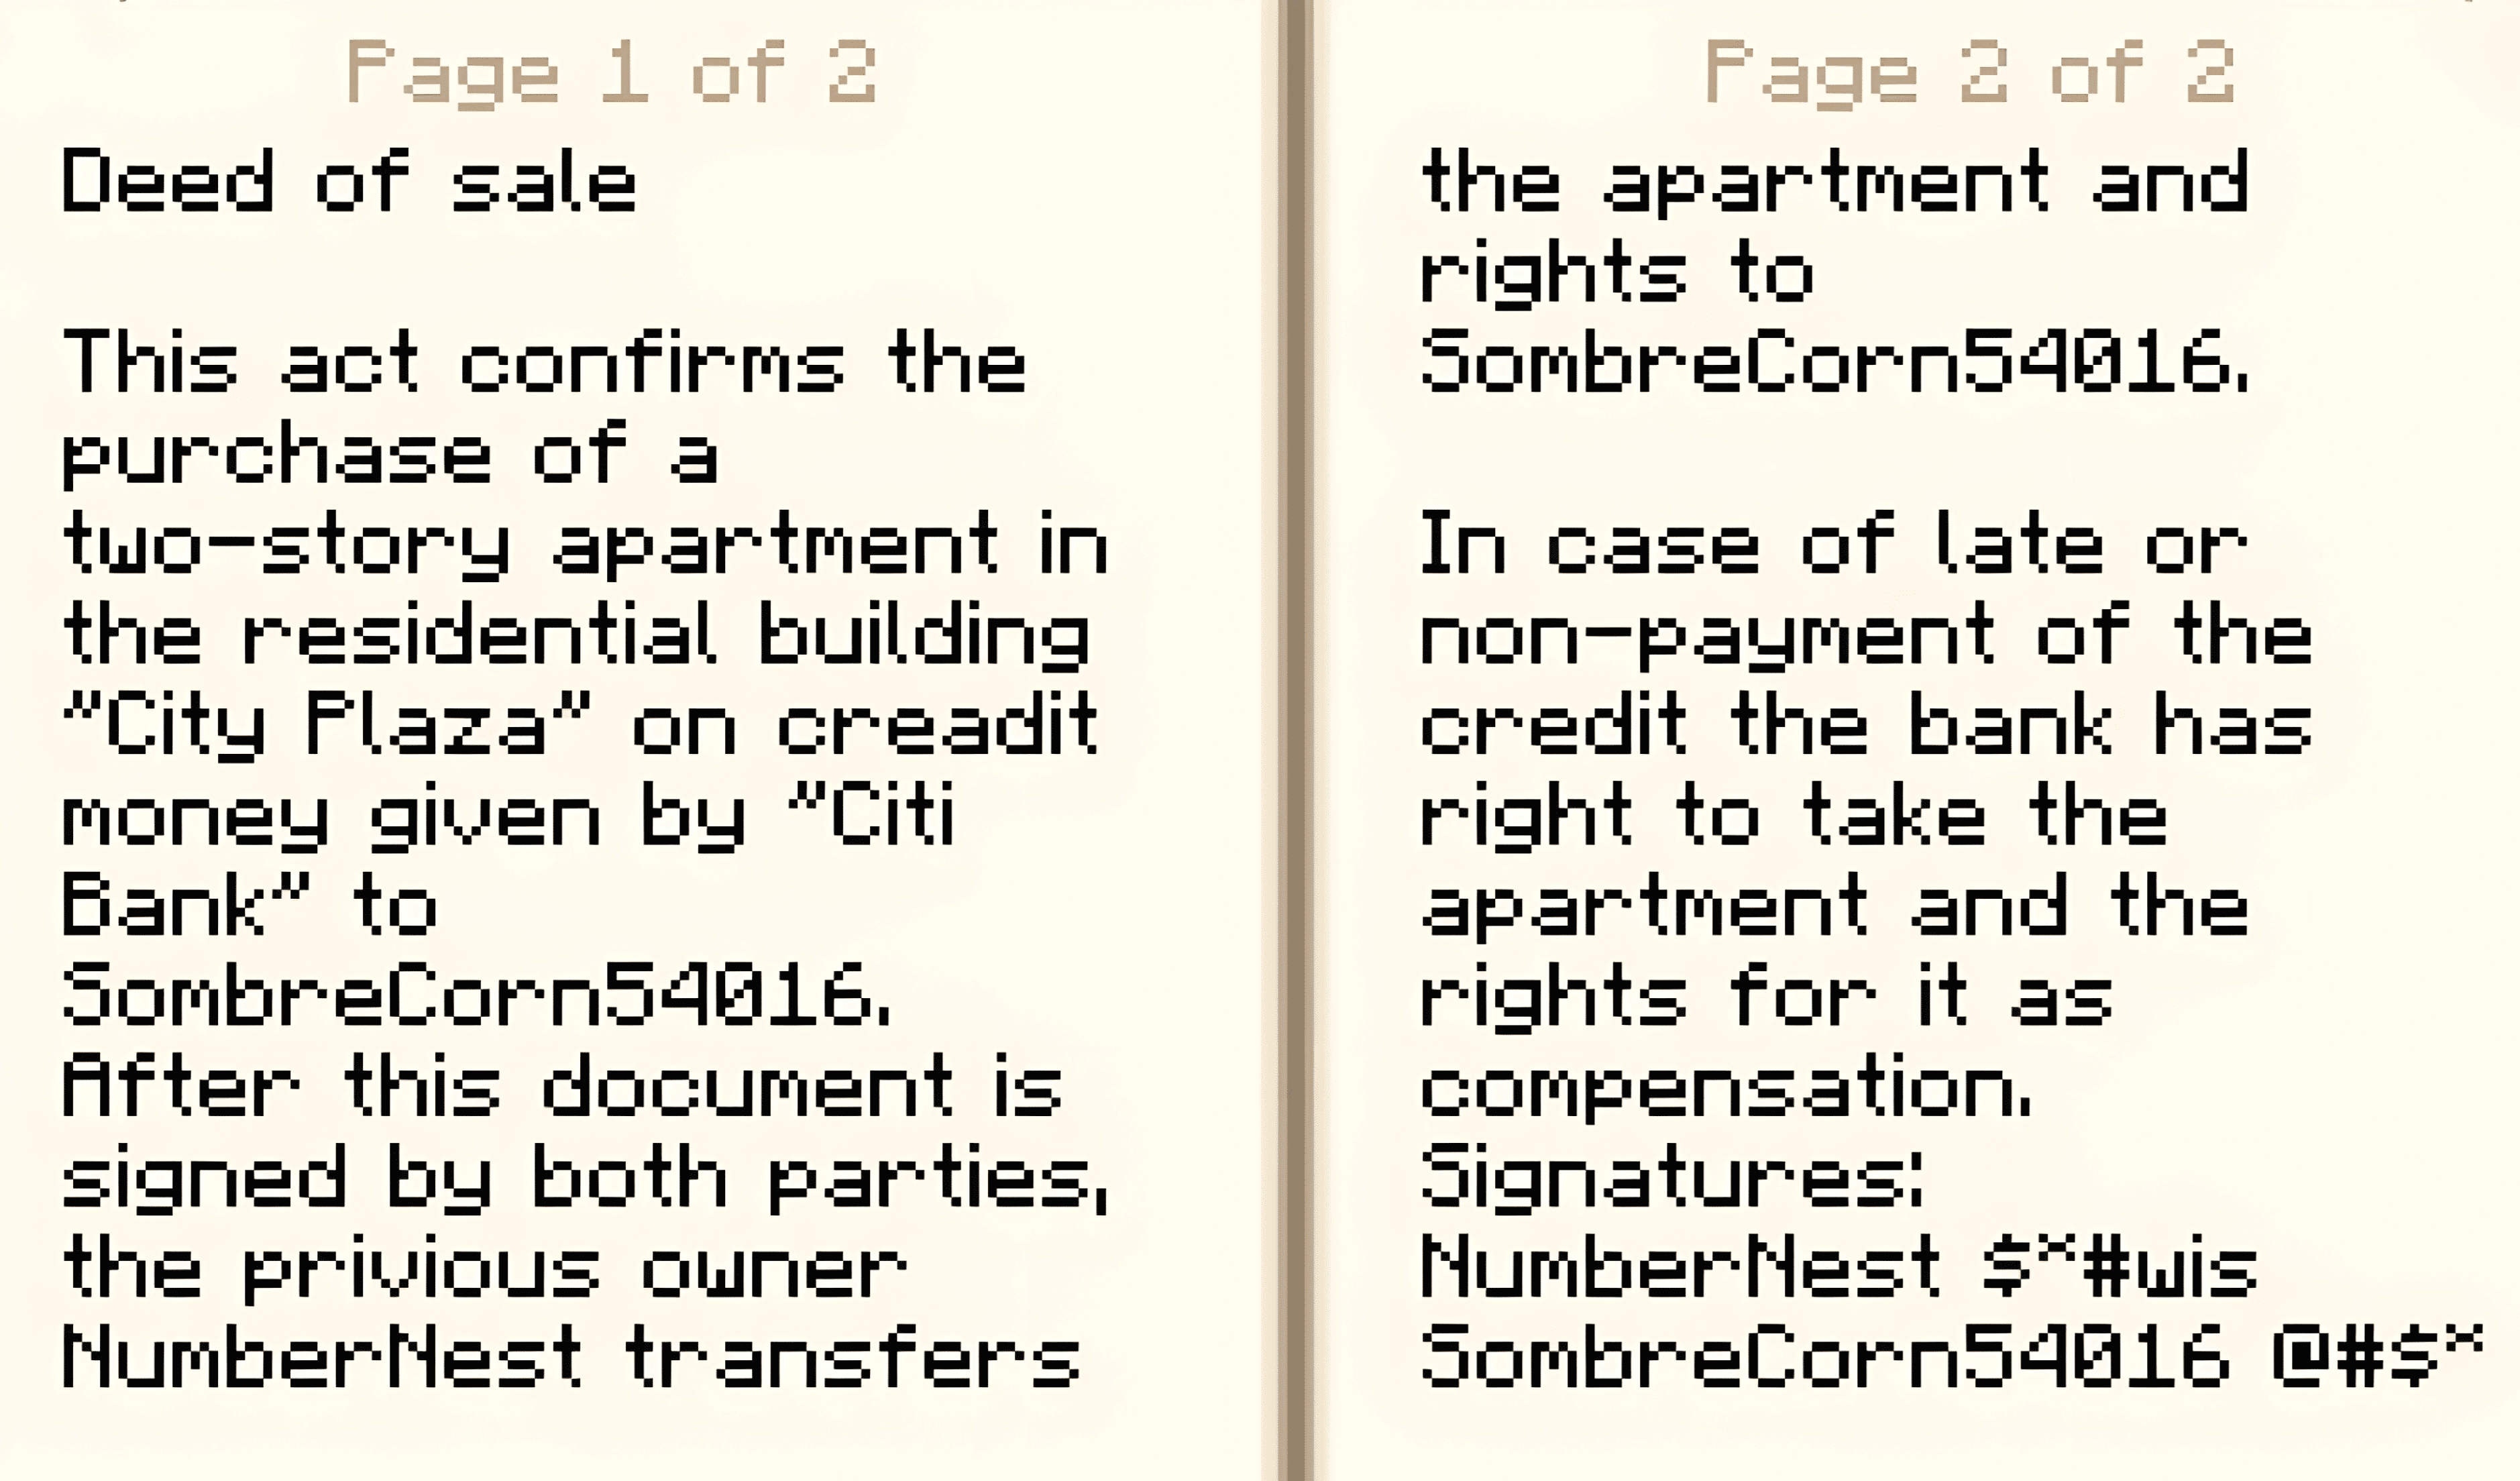 Page 1 of 2
Deed of sale
This act confirms the
purchase of a
two-story apartment in
the residential building
"City Plaza" on creadit
money given by "Citi
Bank" to
SombreCorn54016.
After this document is
signed by both parties,
the privious owner
NumberNest transfers
Page 2 of 2
the apartment and
rights to
SombreCorn54016.
In case of late or
non-payment of the
credit the bank has
right to take the
apartment and the
rights for it as
compensation.
Signatures:
NumberNest $*#wis
SombreCorn54016 @#$*